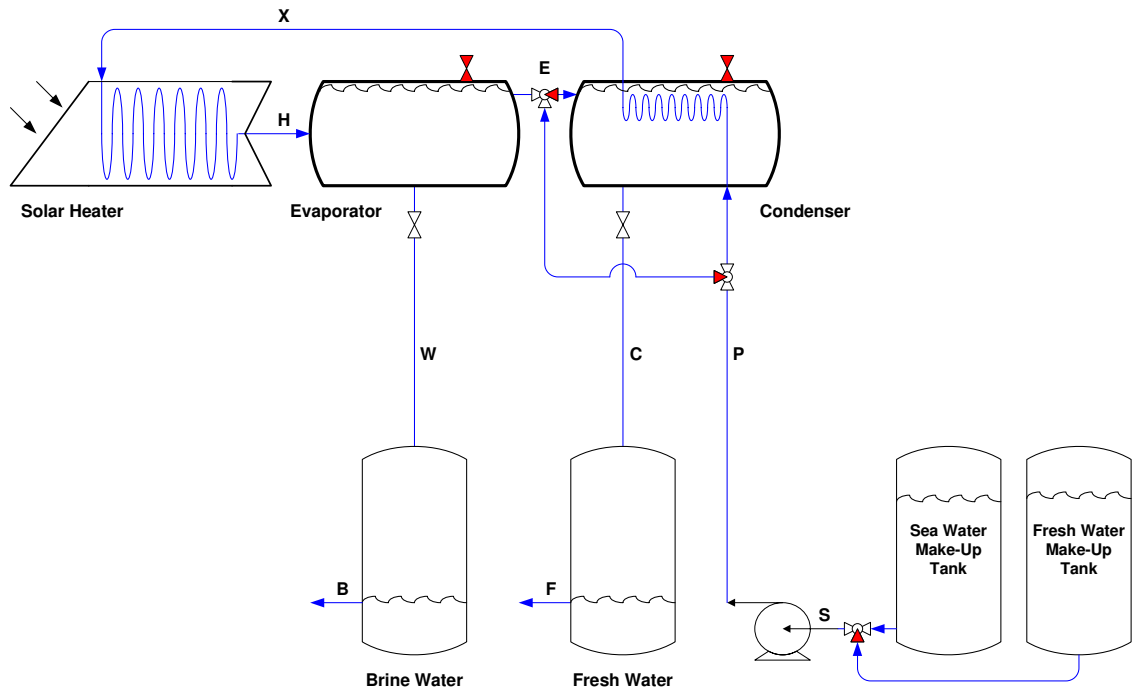 X
E
H
Solar Heater
Evaporator
Condenser
W
C
P
Sea Water
Make-Up
Tank
Fresh Water
Make-Up
Tank
B
F
S
Brine Water
Fresh Water